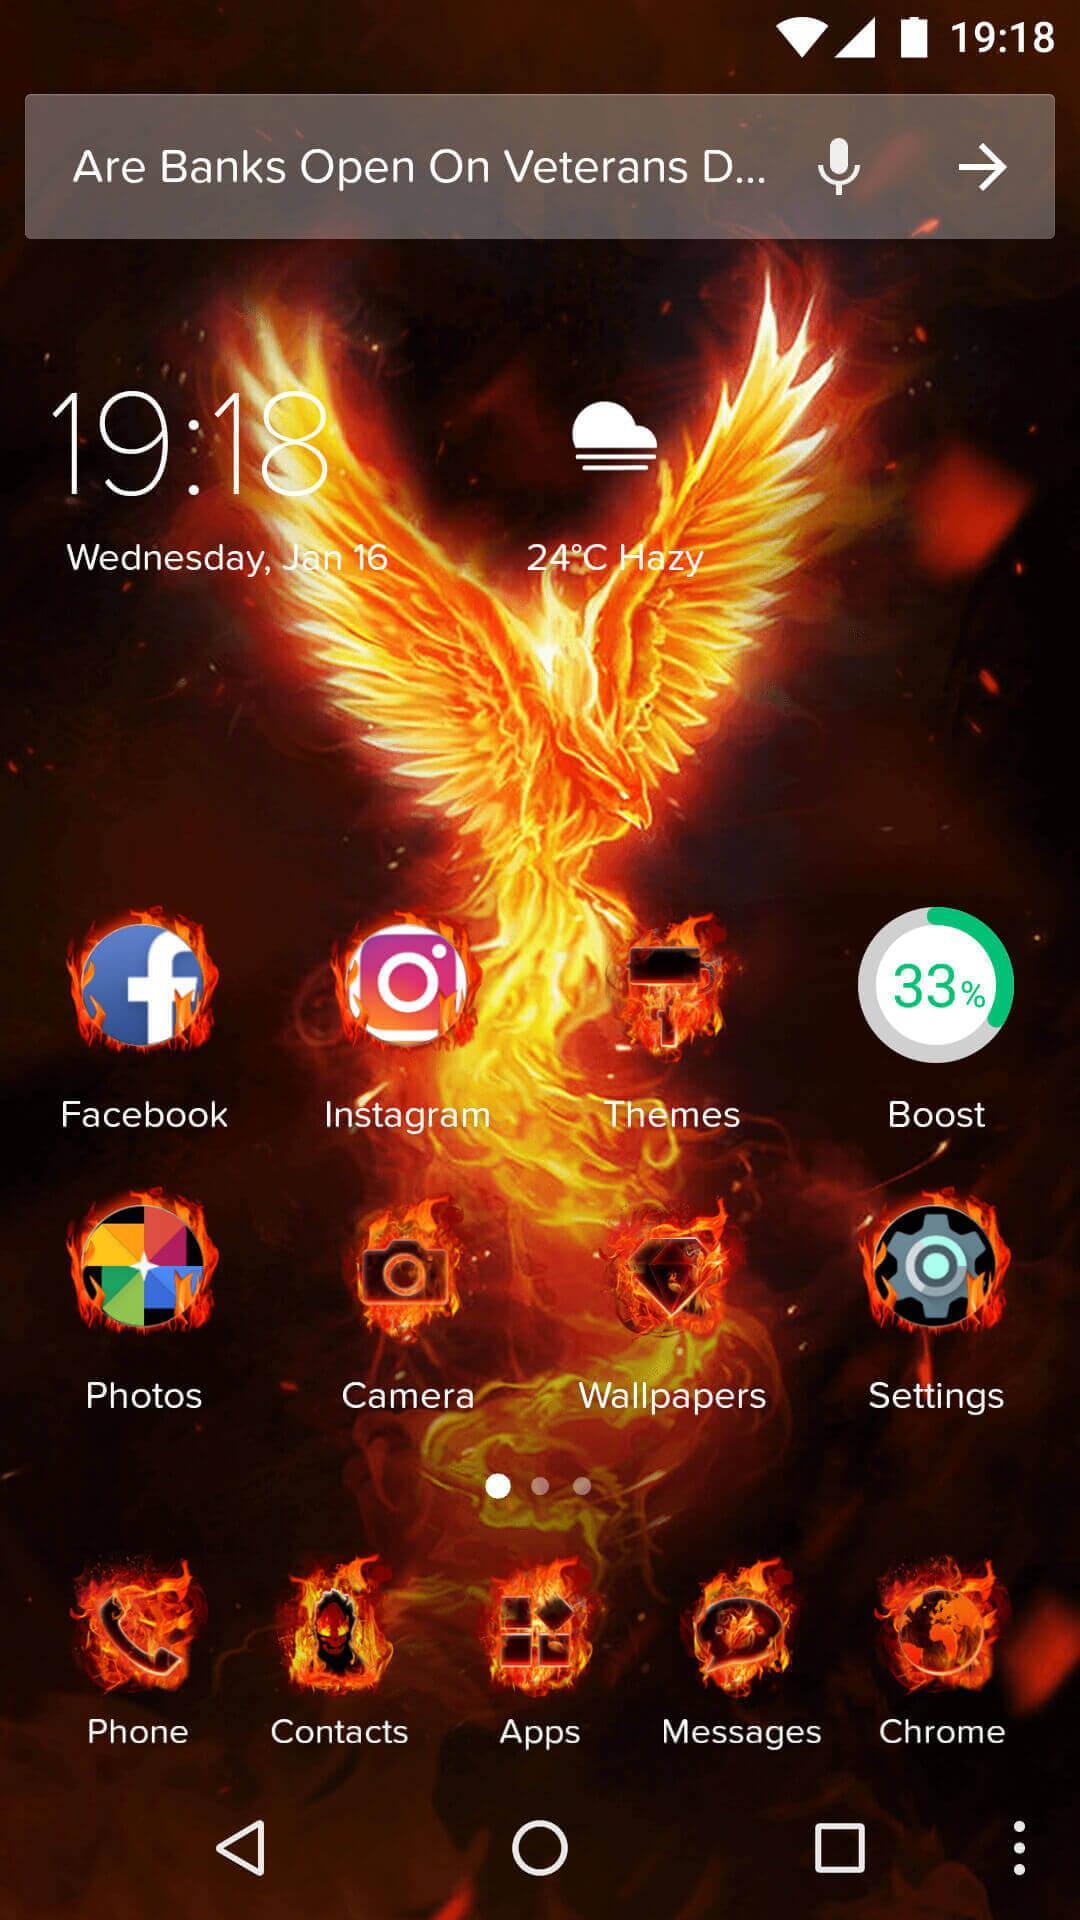 19:18
Are Banks Open On Veterans D...
19:18
Wednesday, Jan 16
24°C Hazy
33%
Facebook Instagram Themes Boost
Photos Camera Wallpapers Settings
Phone Contacts Apps Messages Chrome